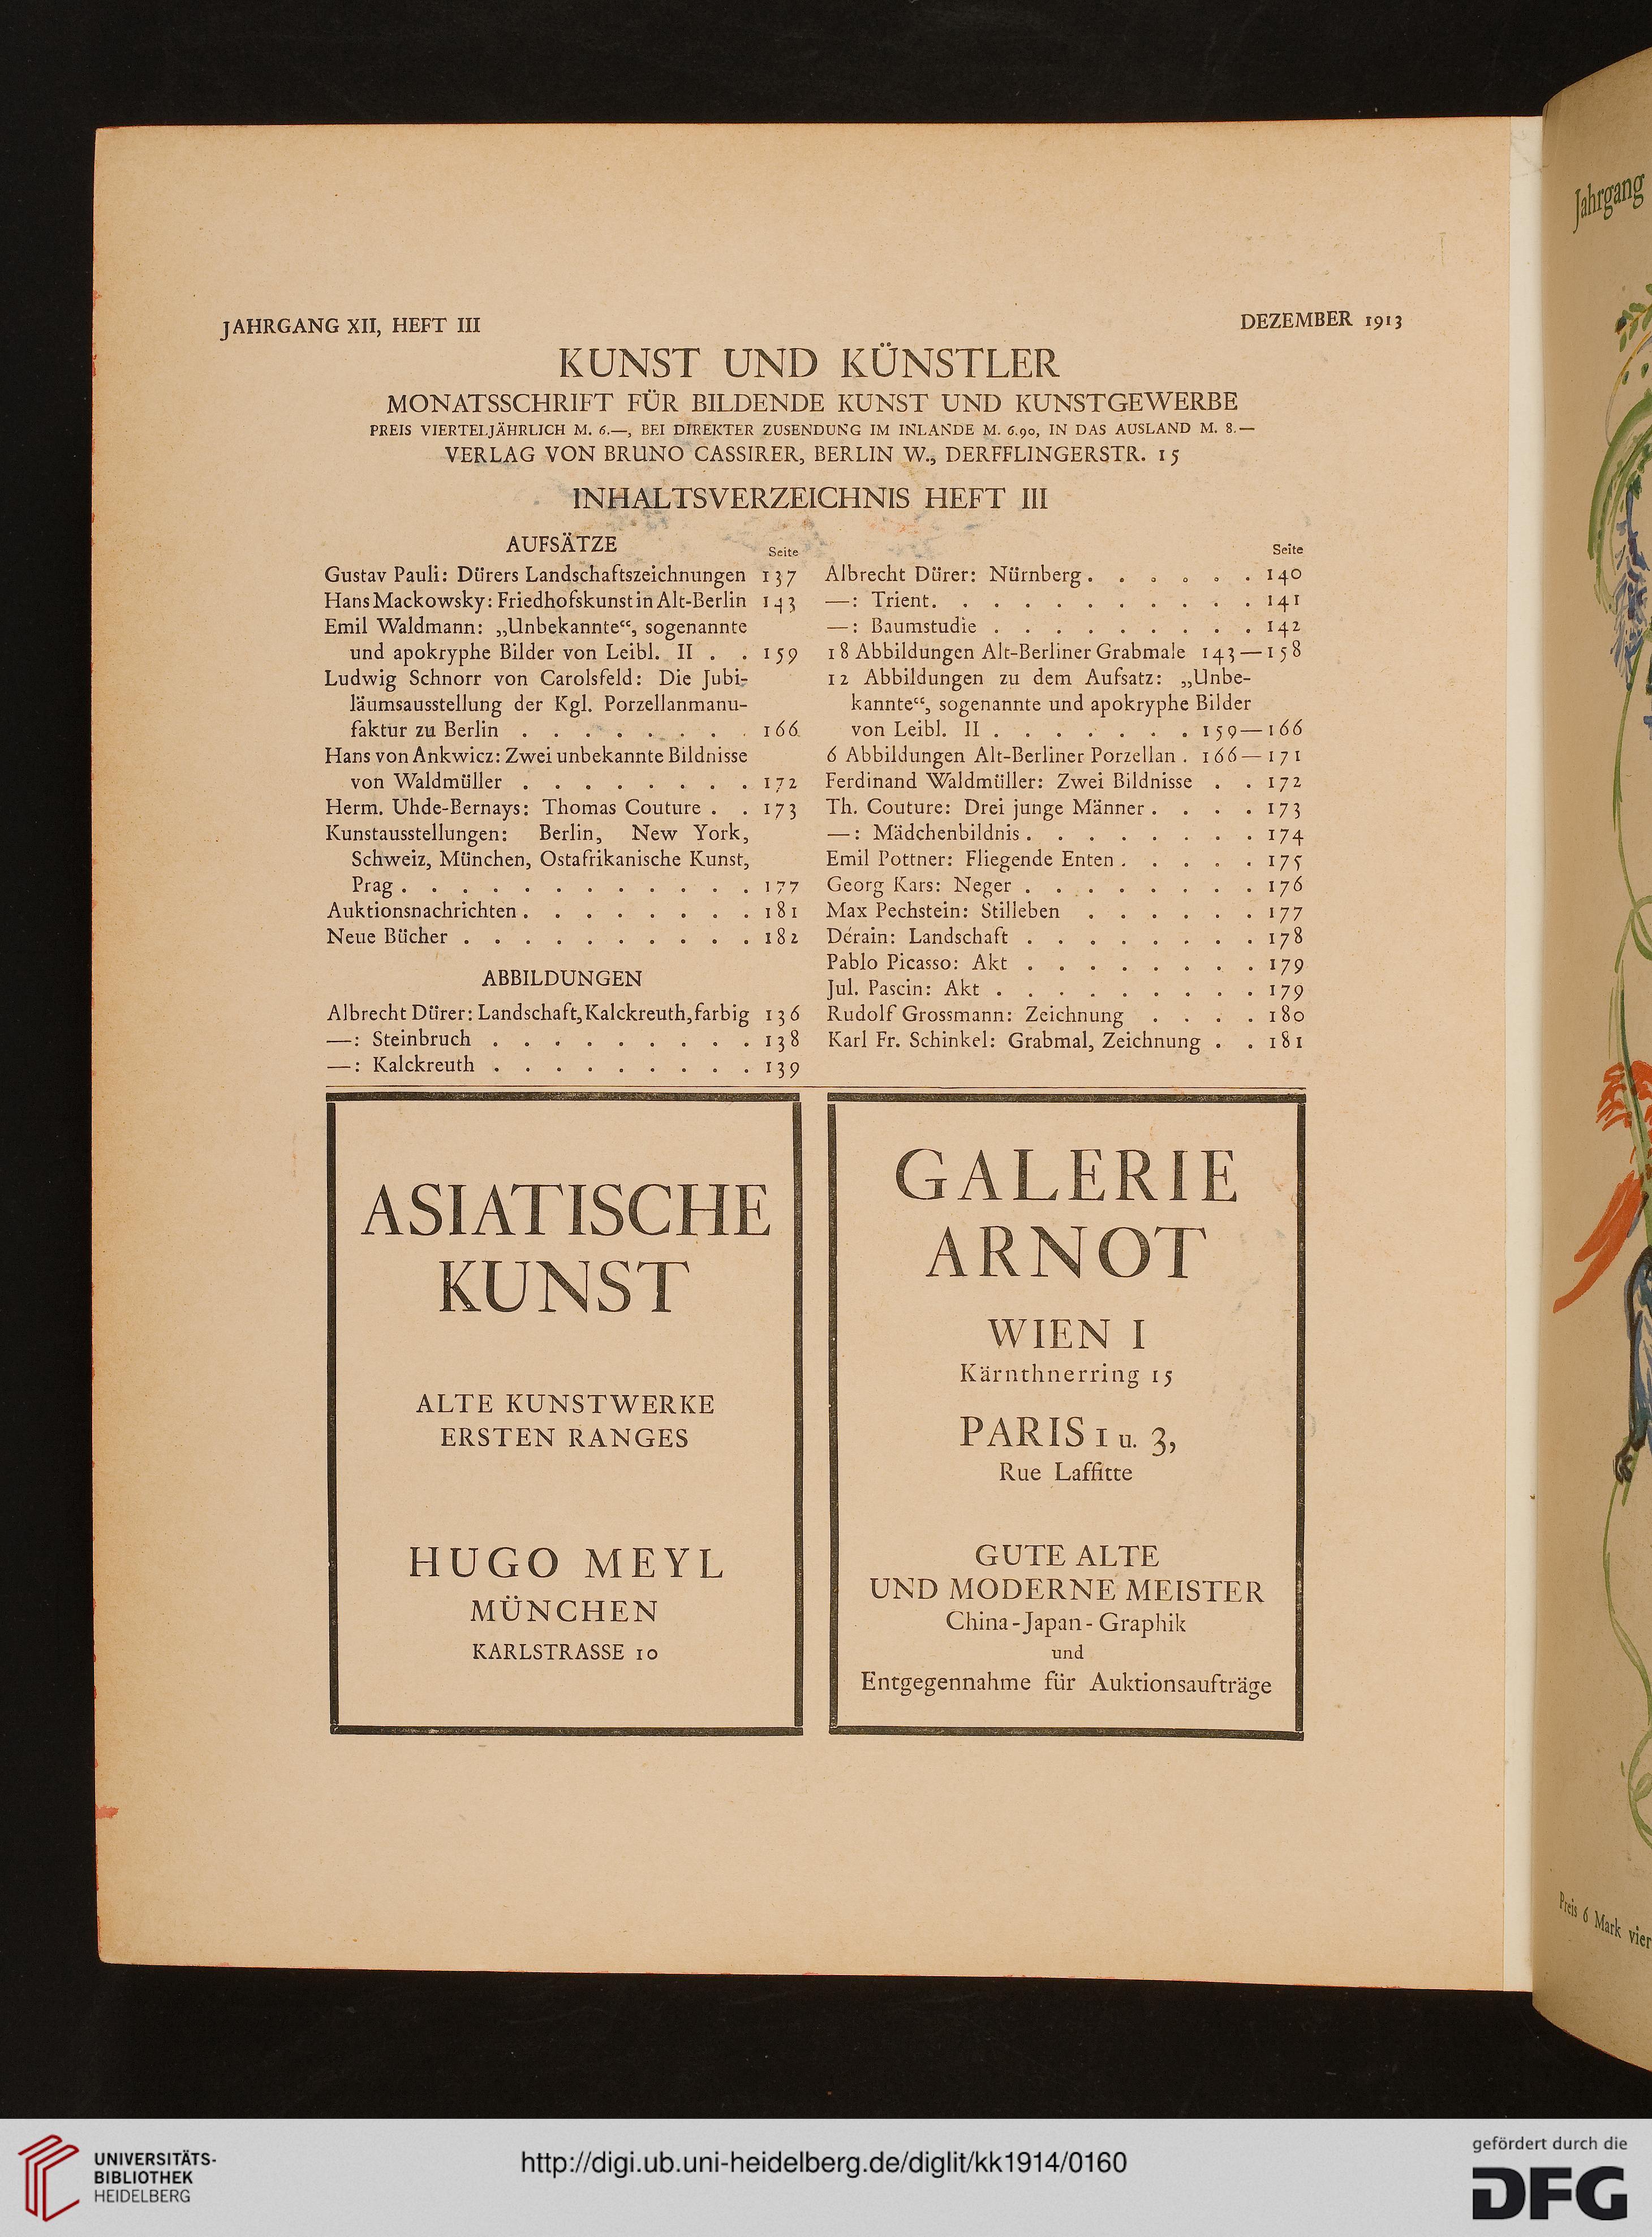 JAHRGANG XII, HEFT III
DEZEMBER 1913
KUNST UND KÜNSTLER
MONATSSCHRIFT FÜR BILDENDE KUNST UND KUNSTGEWERBE
PREIS VIERTELJÄHRLICH M. 6.—, BEI DIREKTER ZUSENDUNG IM INLANDE M. 6.90, IN DAS AUSLAND M. 8.—
VERLAG VON BRUNO CASSIRER, BERLIN W., DERFFLINGERSTR. 15
INHALTSVERZEICHNIS HEFT III
AUFSÄTZE
Seite
Gustav Pauli: Dürers Landschaftszeichnungen 137
Hans Mackowsky: Friedhofskunst in Alt-Berlin 143
Emil Waldmann: „Unbekannte“, sogenannte
und apokryphe Bilder von Leibl. II . . 159
Ludwig Schnorr von Carolsfeld: Die Jubi-
läumsausstellung der Kgl. Porzellanmanu-
faktur zu Berlin . . . . . . . . 166
Hans von Ankwicz: Zwei unbekannte Bildnisse
von Waldmüller . . . . . . . . 172
Herm. Uhde-Bernays: Thomas Couture . . 173
Kunstausstellungen: Berlin, New York,
Schweiz, München, Ostafrikanische Kunst,
Prag . . . . . . . . . . . . 177
Auktionsnachrichten . . . . . . . . 181
Neue Bücher . . . . . . . . . . 182
ABBILDUNGEN
Albrecht Dürer: Landschaft, Kalckreuth, farbig 136
—: Steinbruch . . . . . . . . . 138
—: Kalckreuth . . . . . . . . . 139
Seite
Albrecht Dürer: Nürnberg . . . . . . 140
—: Trient . . . . . . . . . . . 141
—: Baumstudie . . . . . . . . . 142
18 Abbildungen Alt-Berliner Grabmale 143—158
12 Abbildungen zu dem Aufsatz: „Unbe-
kannte“, sogenannte und apokryphe Bilder
von Leibl. II . . . . . . . 159—166
6 Abbildungen Alt-Berliner Porzellan . 166—171
Ferdinand Waldmüller: Zwei Bildnisse . . 172
Th. Couture: Drei junge Männer . . . . 173
—: Mädchenbildnis . . . . . . . . 174
Emil Pottner: Fliegende Enten . . . . . 175
Georg Kars: Neger . . . . . . . . 176
Max Pechstein: Stilleben . . . . . . 177
Dérain: Landschaft . . . . . . . . 178
Pablo Picasso: Akt . . . . . . . . 179
Jul. Pascin: Akt . . . . . . . . . 179
Rudolf Grossmann: Zeichnung . . . . 180
Karl Fr. Schinkel: Grabmal, Zeichnung . . 181
ASIATISCHE
KUNST
ALTE KUNSTWERKE
ERSTEN RANGES
HUGO MEYL
MÜNCHEN
KARLSTRASSE 10
GALERIE
ARNOT
WIEN I
Kärnthnerring 15
PARIS 1 u. 3,
Rue Laffitte
GUTE ALTE
UND MODERNE MEISTER
China-Japan-Graphik
und
Entgegennahme für Auktionsaufträge
Jahrgang
Preis 6 Mark vier
UNIVERSITÄTS-
BIBLIOTHEK
HEIDELBERG
http://digi.ub.uni-heidelberg.de/diglit/kk1914/0160
gefördert durch die
DFG